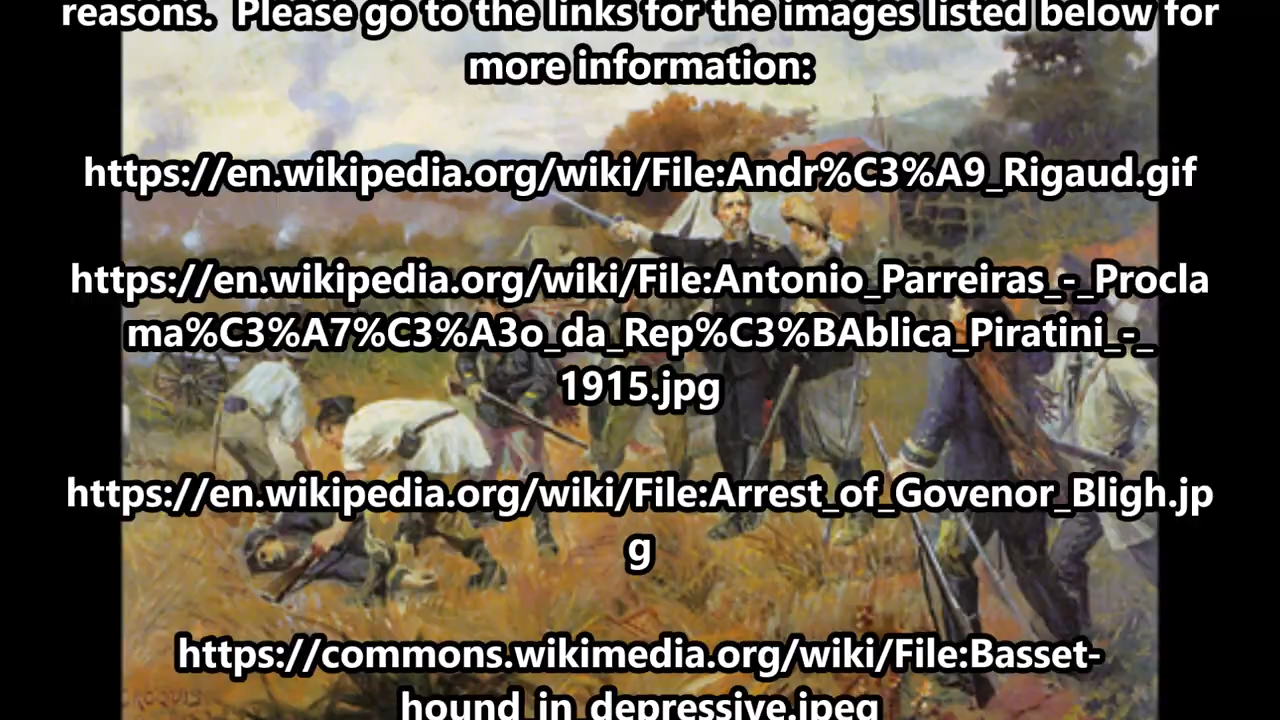 reasons.  Please go to the links for the images listed below for
more information:
https://en.wikipedia.org/wiki/File:Andr%C3%A9_Rigaud.gif
https://en.wikipedia.org/wiki/File:Antonio_Parreiras_-_Procla
ma%C3%A7%C3%A3o_da_Rep%C3%BAblica_Piratini_-_
1915.jpg
https://en.wikipedia.org/wiki/File:Arrest_of_Govenor_Bligh.jp
g
https://commons.wikimedia.org/wiki/File:Basset-
hound_in_depressive.jpeg